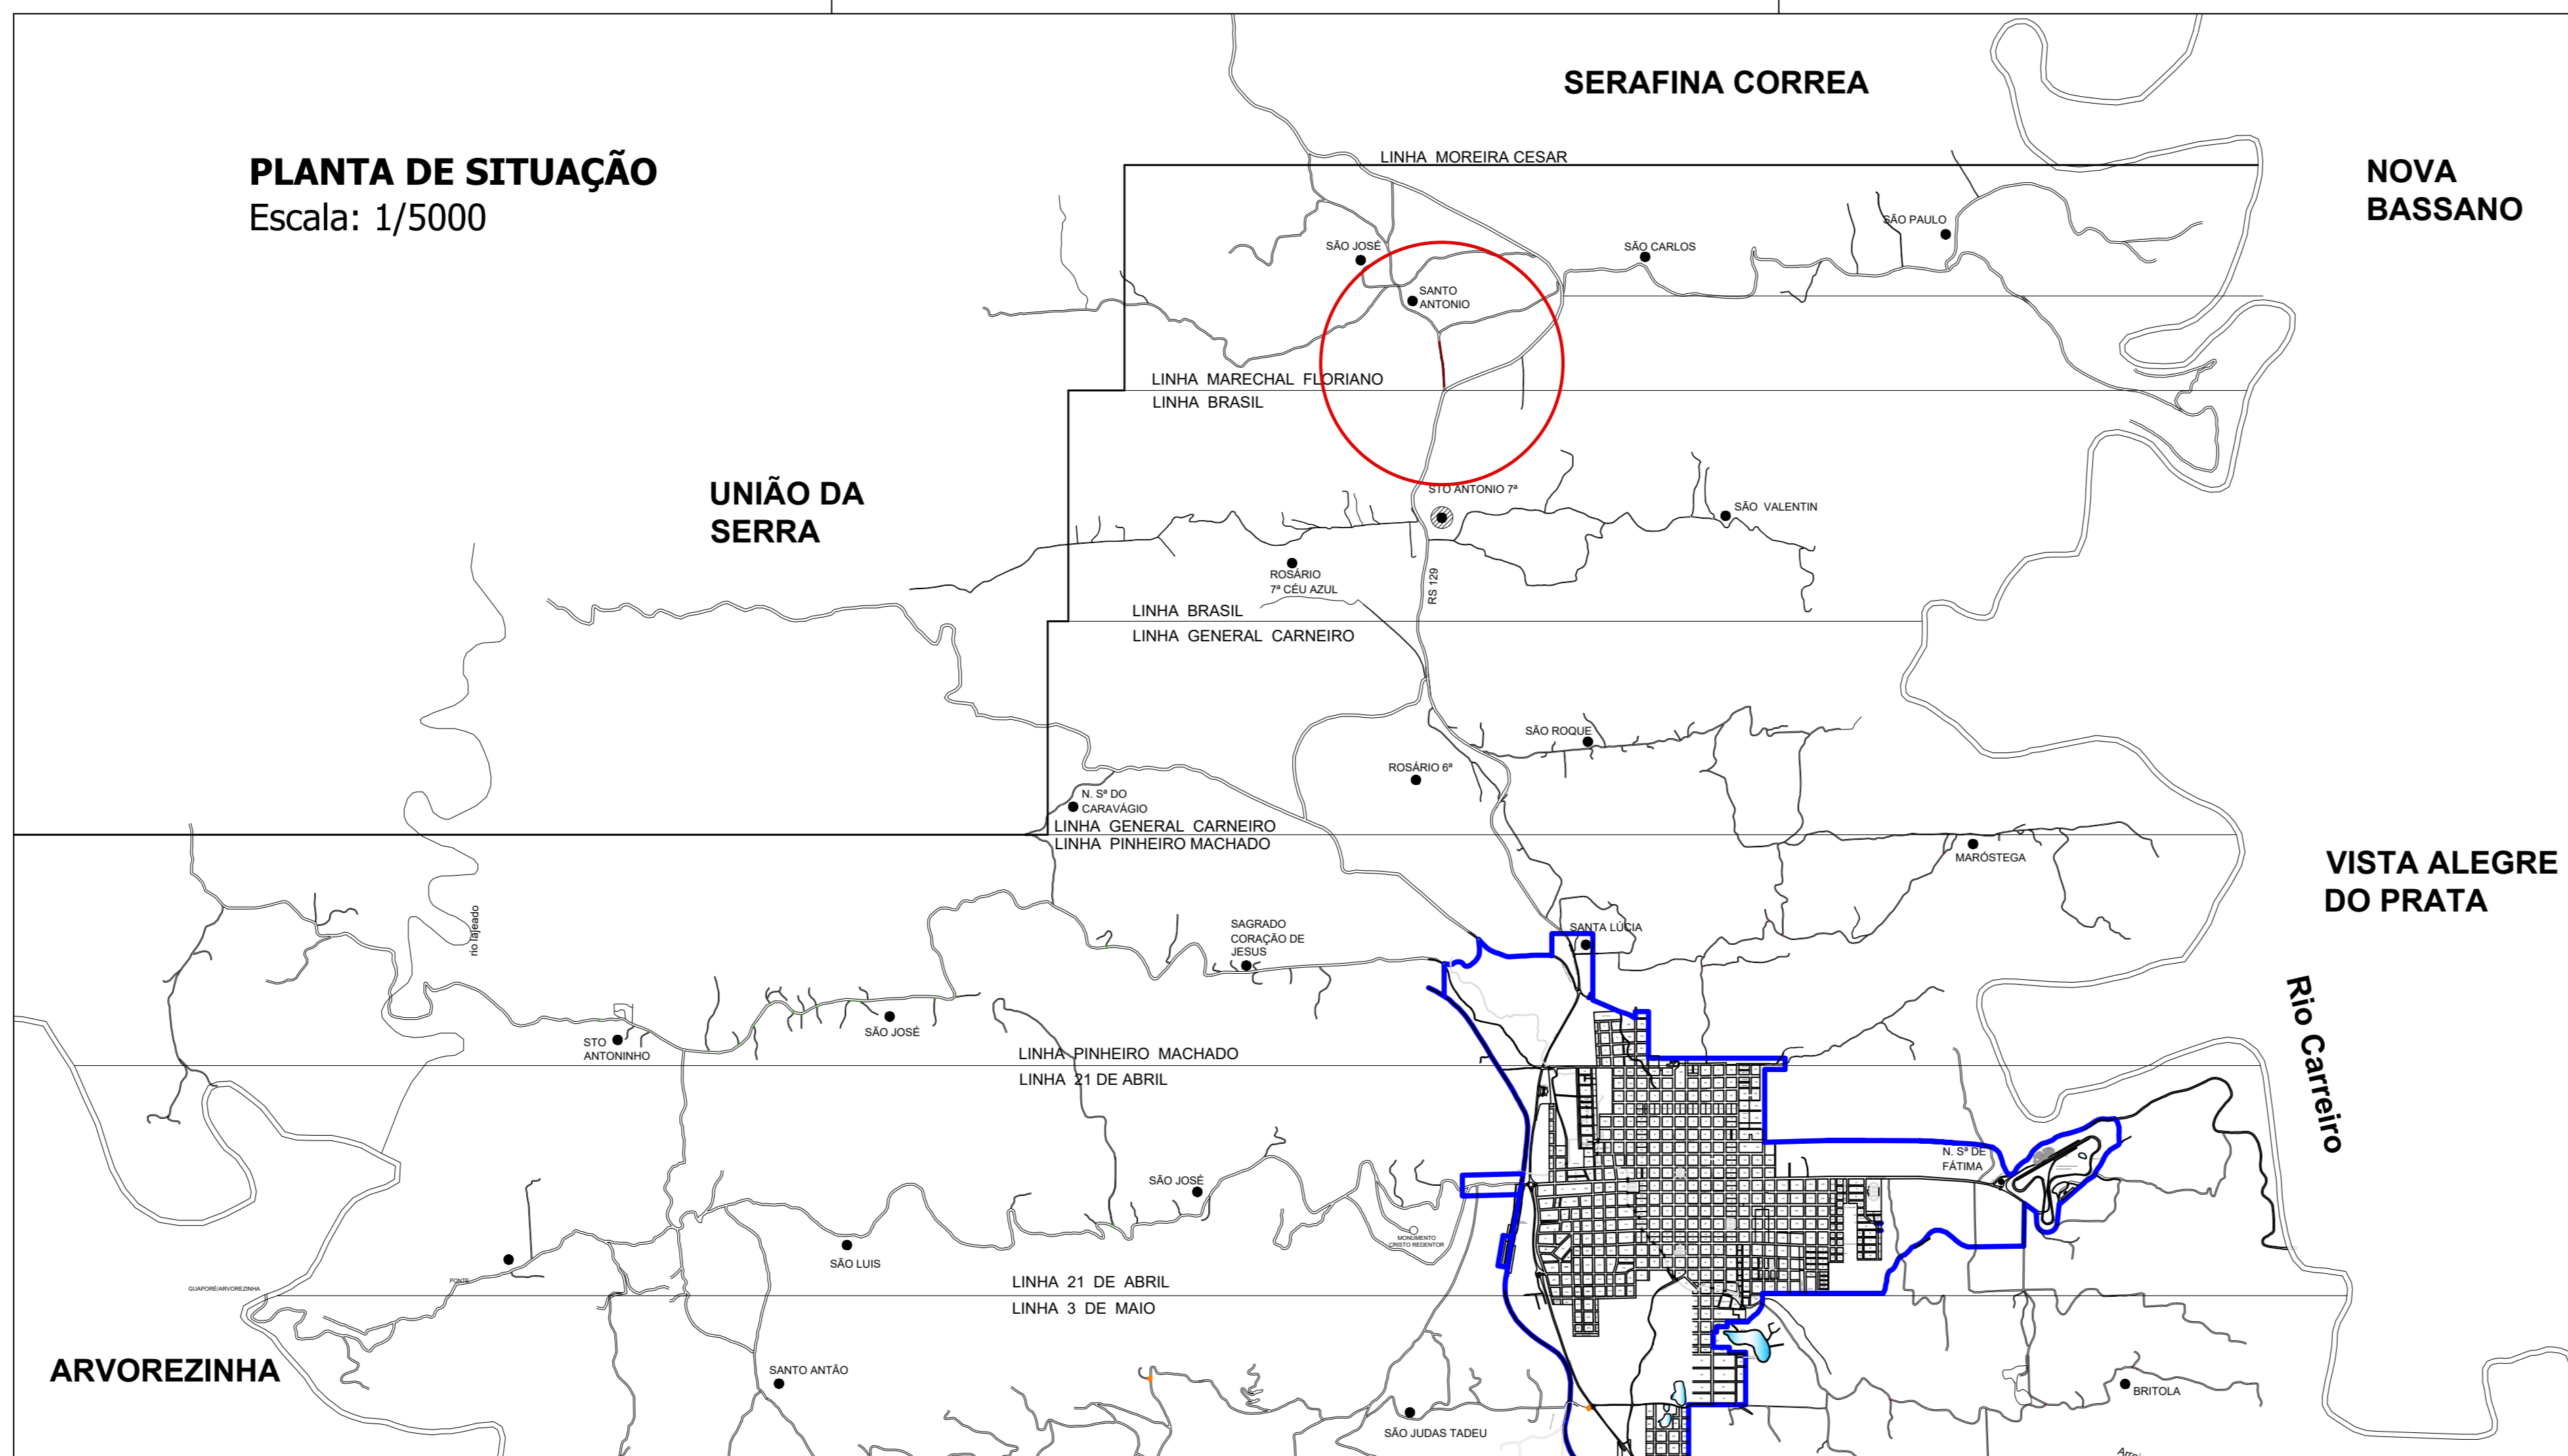 SERAFINA CORREA
PLANTA DE SITUAÇÃO
Escala: 1/5000
LINHA MOREIRA CESAR
NOVA
BASSANO
SÃO PAULO
SÃO JOSÉ
SÃO CARLOS
SANTO
ANTONIO
LINHA MARECHAL FLORIANO
LINHA BRASIL
UNIÃO DA
SERRA
STO ANTONIO 7ª
SÃO VALENTIN
ROSÁRIO
7ª CÉU AZUL
RS 129
LINHA BRASIL
LINHA GENERAL CARNEIRO
SÃO ROQUE
ROSÁRIO 6ª
N. Sª DO
CARAVÁGIO
LINHA GENERAL CARNEIRO
LINHA PINHEIRO MACHADO
MARÓSTEGA
VISTA ALEGRE
DO PRATA
rio lajeado
SAGRADO
CORAÇÃO DE
JESUS
SANTA LÚCIA
Rio Carreiro
SÃO JOSÉ
STO
ANTONINHO
LINHA PINHEIRO MACHADO
LINHA 21 DE ABRIL
N. Sª DE
FÁTIMA
SÃO JOSÉ
MONUMENTO
CRISTO REDENTOR
SÃO LUIS
PONTE
GUAPORÉ/ARVOREZINHA
LINHA 21 DE ABRIL
LINHA 3 DE MAIO
ARVOREZINHA
SANTO ANTÃO
BRITOLA
SÃO JUDAS TADEU